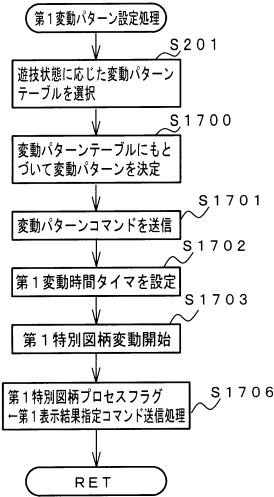 第１変動パターン設定処理
Ｓ２０１
遊技状態に応じた変動パターン
テーブルを選択
Ｓ１７００
変動パターンテーブルにもと
づいて変動パターンを決定
Ｓ１７０１
変動パターンコマンドを送信
Ｓ１７０２
第１変動時間タイマを設定
Ｓ１７０３
第１特別図柄変動開始
Ｓ１７０６
第１特別図柄プロセスフラグ
←第１表示結果指定コマンド送信処理
ＲＥＴ